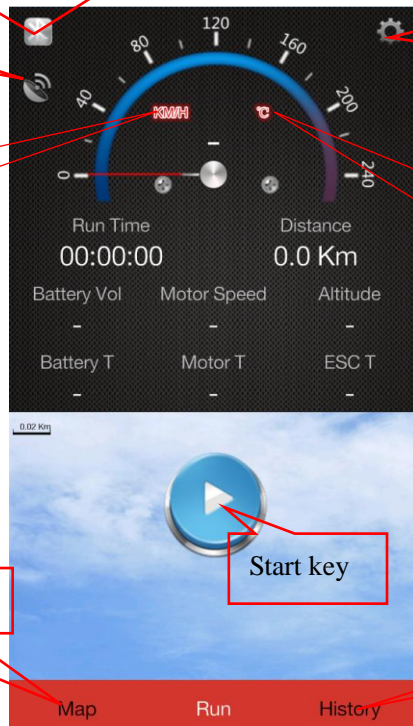 120
80 160
40 200
KM/H °C
-
0 240
Run Time Distance
00:00:00 0.0 Km
Battery Vol Motor Speed Altitude
- - -
Battery T Motor T ESC T
- - -
0.02 Km
Start key
Map Run History